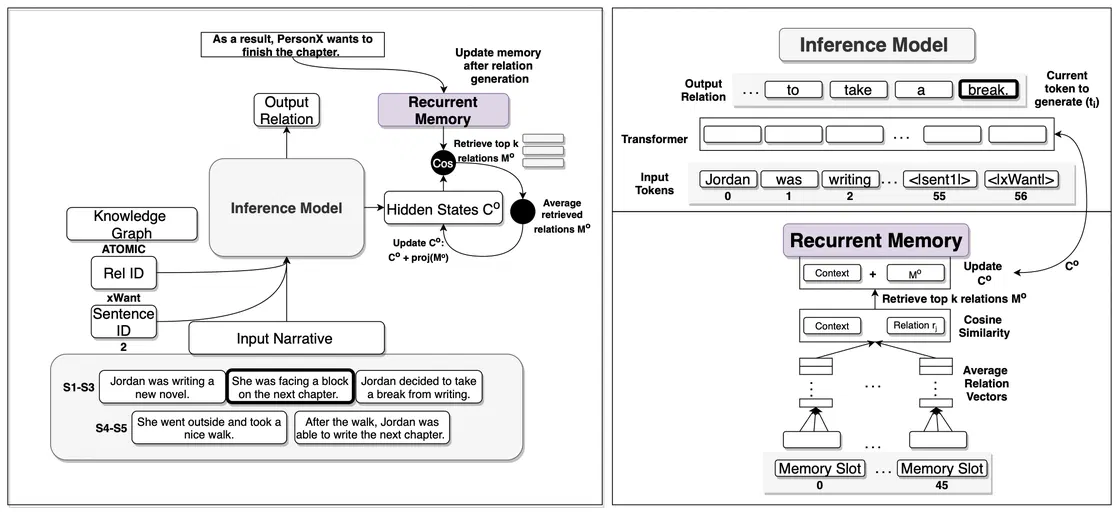 As a result, PersonX wants to
finish the chapter.
Update memory
after relation
generation
Output
Relation
Recurrent
Memory
Cos
Retrieve top k
relations Mᵒ
Inference Model
Hidden States Cᵒ
Average
retrieved
relations Mᵒ
Update Cᵒ:
Cᵒ + proj(Mᵒ)
Knowledge
Graph
ATOMIC
Rel ID
xWant
Sentence
ID
2
Input Narrative
S1-S3
Jordan was writing a
new novel.
She was facing a block
on the next chapter.
Jordan decided to take
a break from writing.
S4-S5
She went outside and took a
nice walk.
After the walk, Jordan was
able to write the next chapter.
Inference Model
Output
Relation
... to take a break.
Current
token to
generate (tᵢ)
Transformer
...
Input
Tokens
Jordan was writing ... <|sent1|> <|xWant|>
0 1 2 55 56
Recurrent Memory
Context + Mᵒ
Update
Cᵒ
Cᵒ
Retrieve top k relations Mᵒ
Context Relation rⱼ
Cosine
Similarity
...
Average
Relation
Vectors
...
Memory Slot ... Memory Slot
0 45